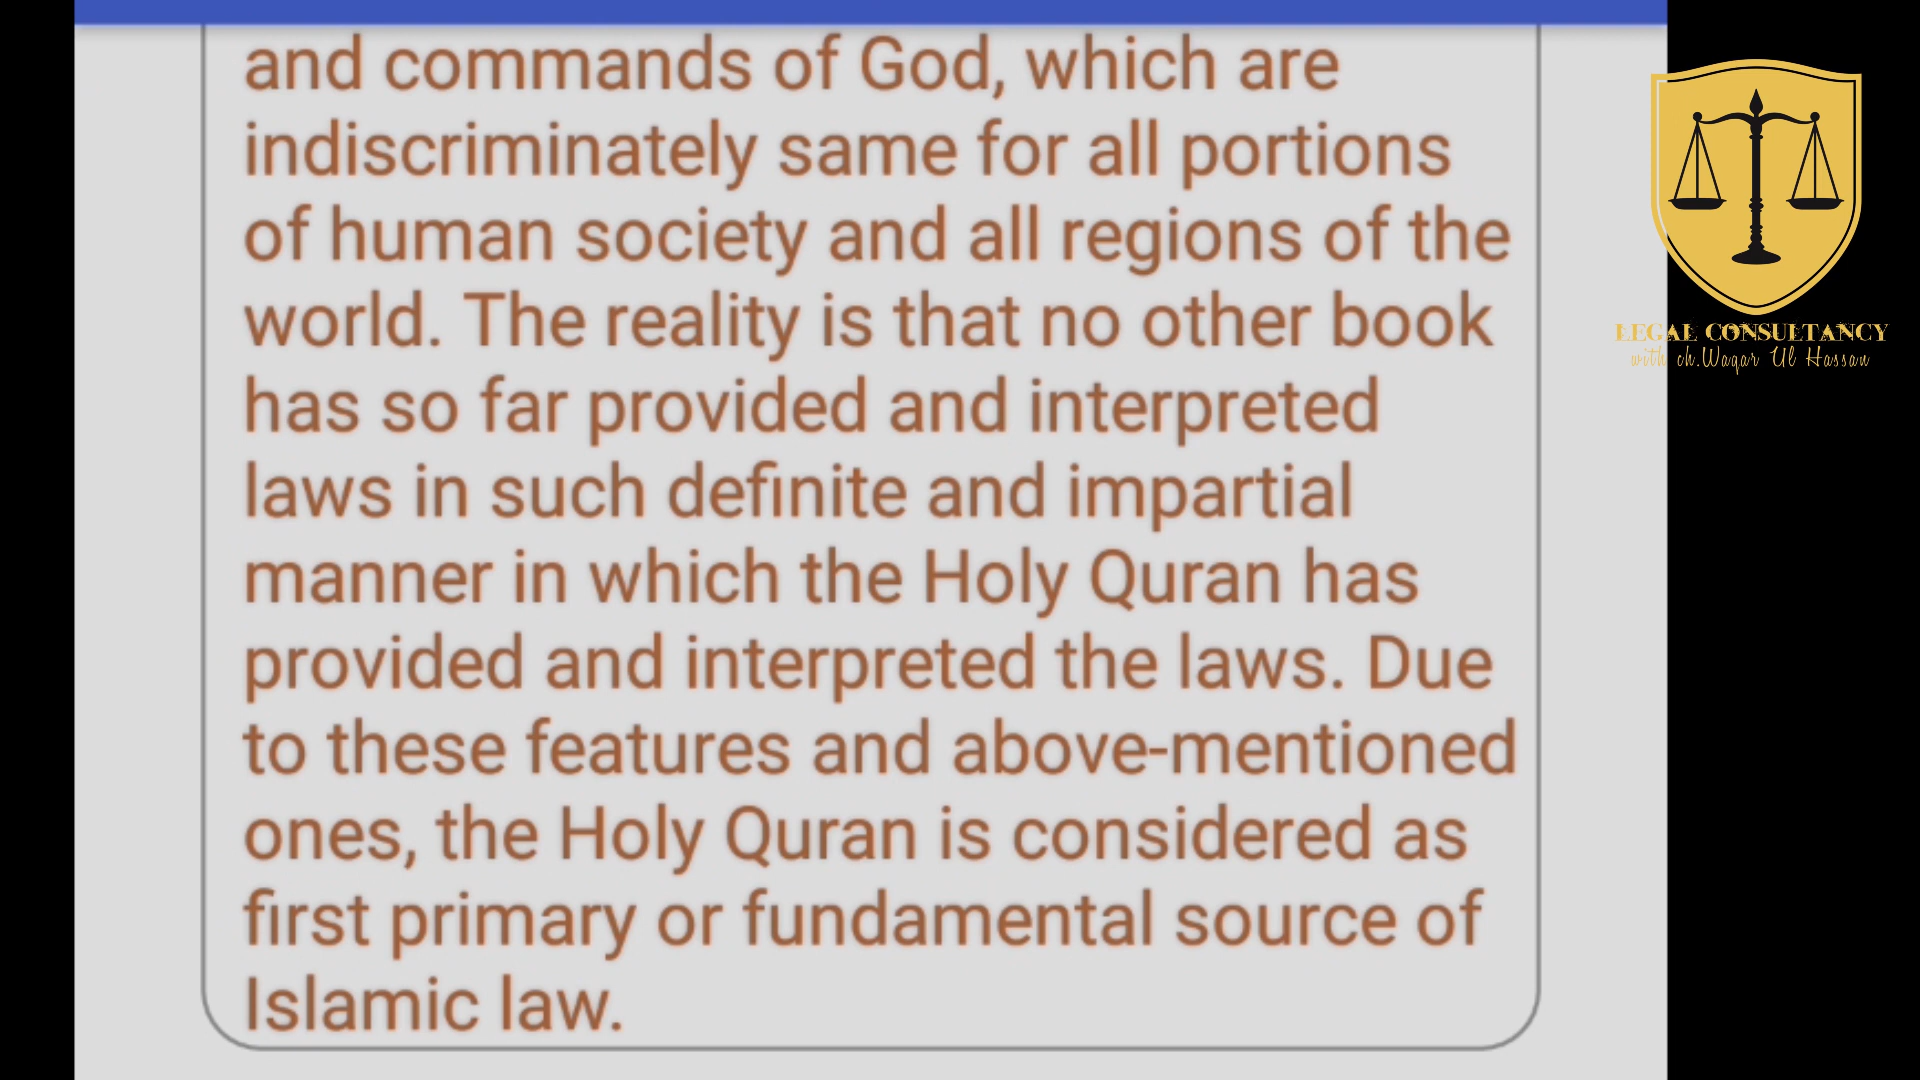 and commands of God, which are
indiscriminately same for all portions
of human society and all regions of the
world. The reality is that no other book
has so far provided and interpreted
laws in such definite and impartial
manner in which the Holy Quran has
provided and interpreted the laws. Due
to these features and above-mentioned
ones, the Holy Quran is considered as
first primary or fundamental source of
Islamic law.
LEGAL CONSULTANCY
with ch.Waqar Ul Hassan